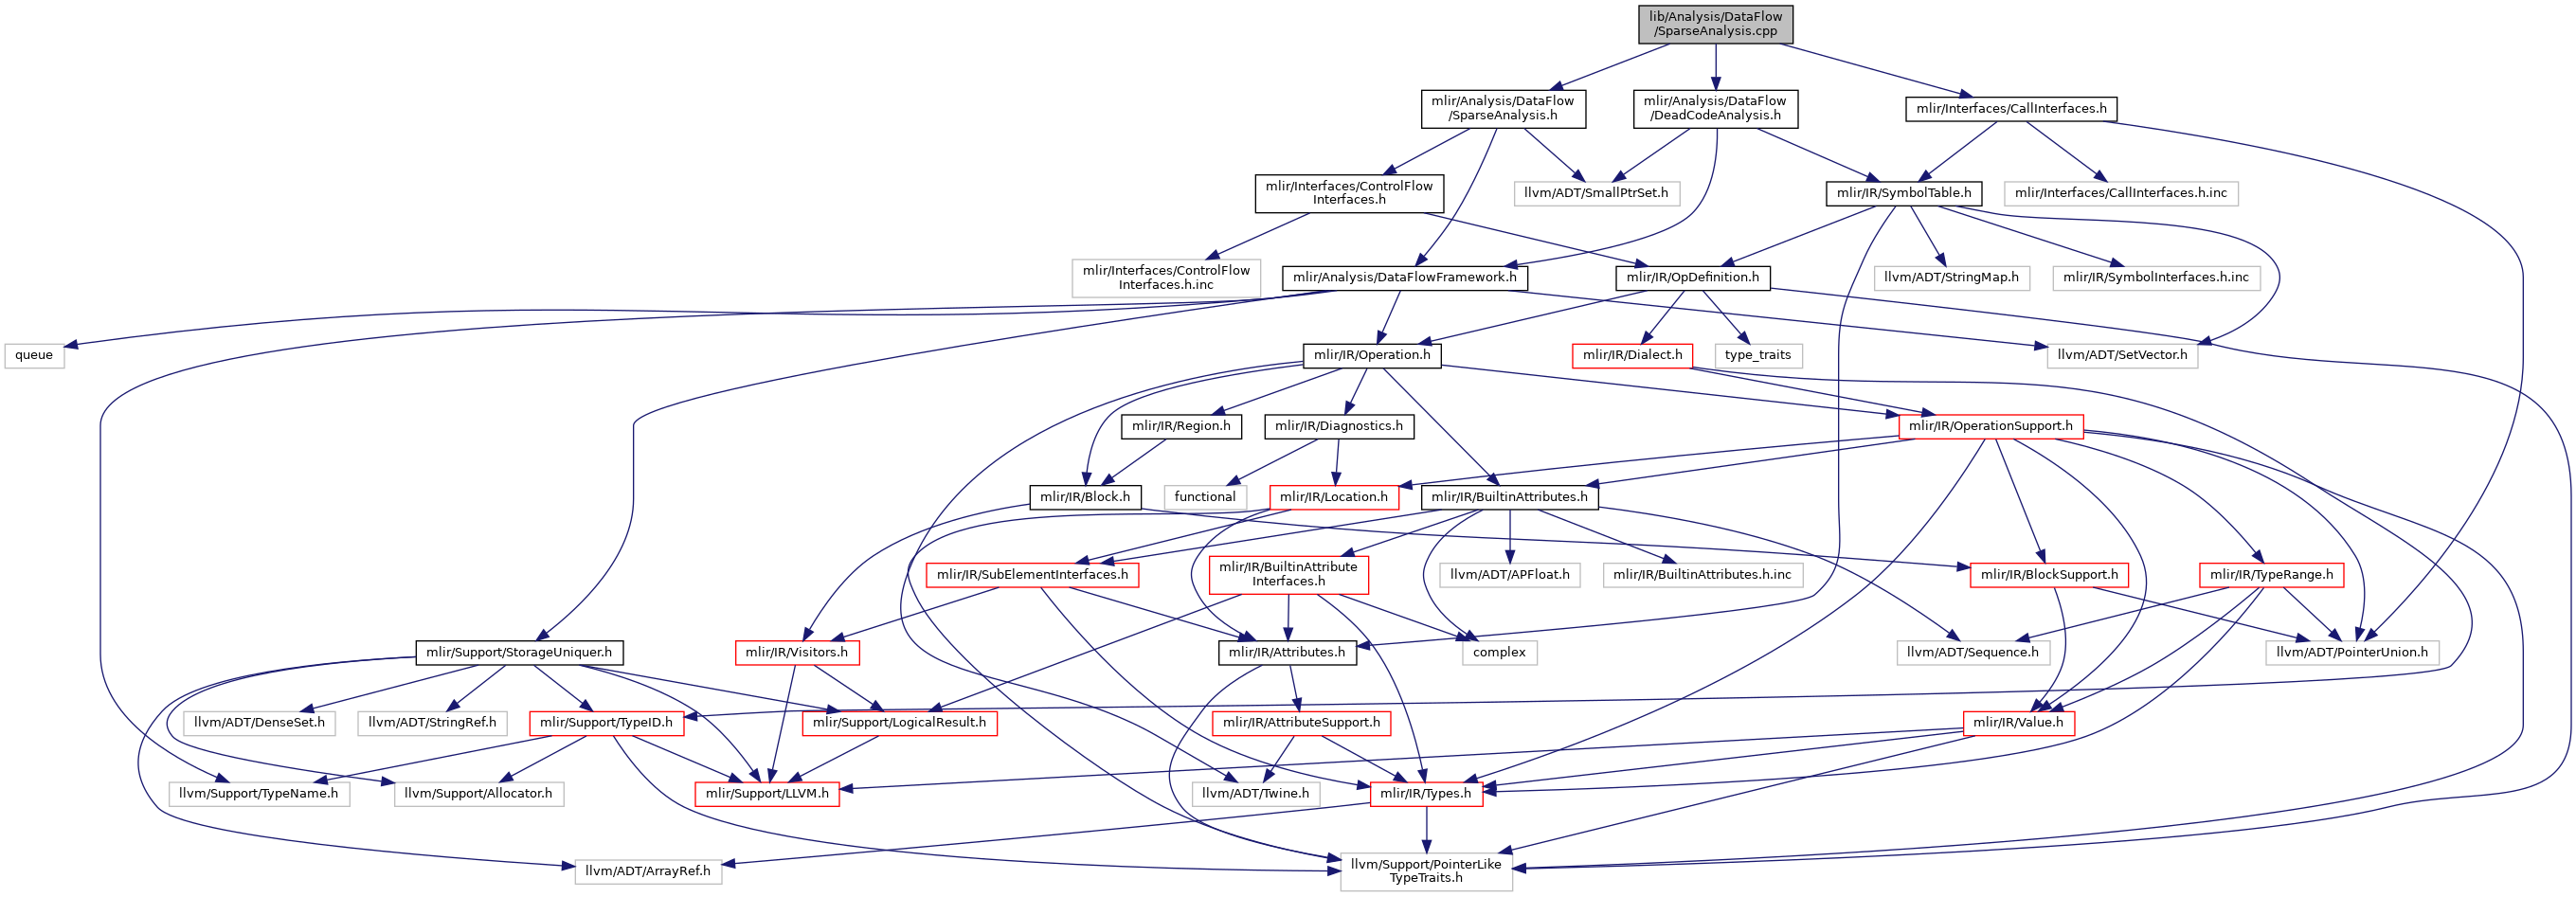 lib/Analysis/DataFlow
/SparseAnalysis.cpp
mlir/Analysis/DataFlow
/SparseAnalysis.h
mlir/Analysis/DataFlow
/DeadCodeAnalysis.h
mlir/Interfaces/CallInterfaces.h
mlir/Interfaces/ControlFlow
Interfaces.h
llvm/ADT/SmallPtrSet.h
mlir/IR/SymbolTable.h
mlir/Interfaces/CallInterfaces.h.inc
mlir/Interfaces/ControlFlow
Interfaces.h.inc
mlir/Analysis/DataFlowFramework.h
mlir/IR/OpDefinition.h
llvm/ADT/StringMap.h
mlir/IR/SymbolInterfaces.h.inc
queue
mlir/IR/Operation.h
mlir/IR/Dialect.h
type_traits
llvm/ADT/SetVector.h
mlir/IR/Region.h
mlir/IR/Diagnostics.h
mlir/IR/OperationSupport.h
mlir/IR/Block.h
functional
mlir/IR/Location.h
mlir/IR/BuiltinAttributes.h
mlir/IR/SubElementInterfaces.h
mlir/IR/BuiltinAttribute
Interfaces.h
llvm/ADT/APFloat.h
mlir/IR/BuiltinAttributes.h.inc
mlir/IR/BlockSupport.h
mlir/IR/TypeRange.h
mlir/Support/StorageUniquer.h
mlir/IR/Visitors.h
mlir/IR/Attributes.h
complex
llvm/ADT/Sequence.h
llvm/ADT/PointerUnion.h
llvm/ADT/DenseSet.h
llvm/ADT/StringRef.h
mlir/Support/TypeID.h
mlir/Support/LogicalResult.h
mlir/IR/AttributeSupport.h
mlir/IR/Value.h
llvm/Support/TypeName.h
llvm/Support/Allocator.h
mlir/Support/LLVM.h
llvm/ADT/Twine.h
mlir/IR/Types.h
llvm/ADT/ArrayRef.h
llvm/Support/PointerLike
TypeTraits.h